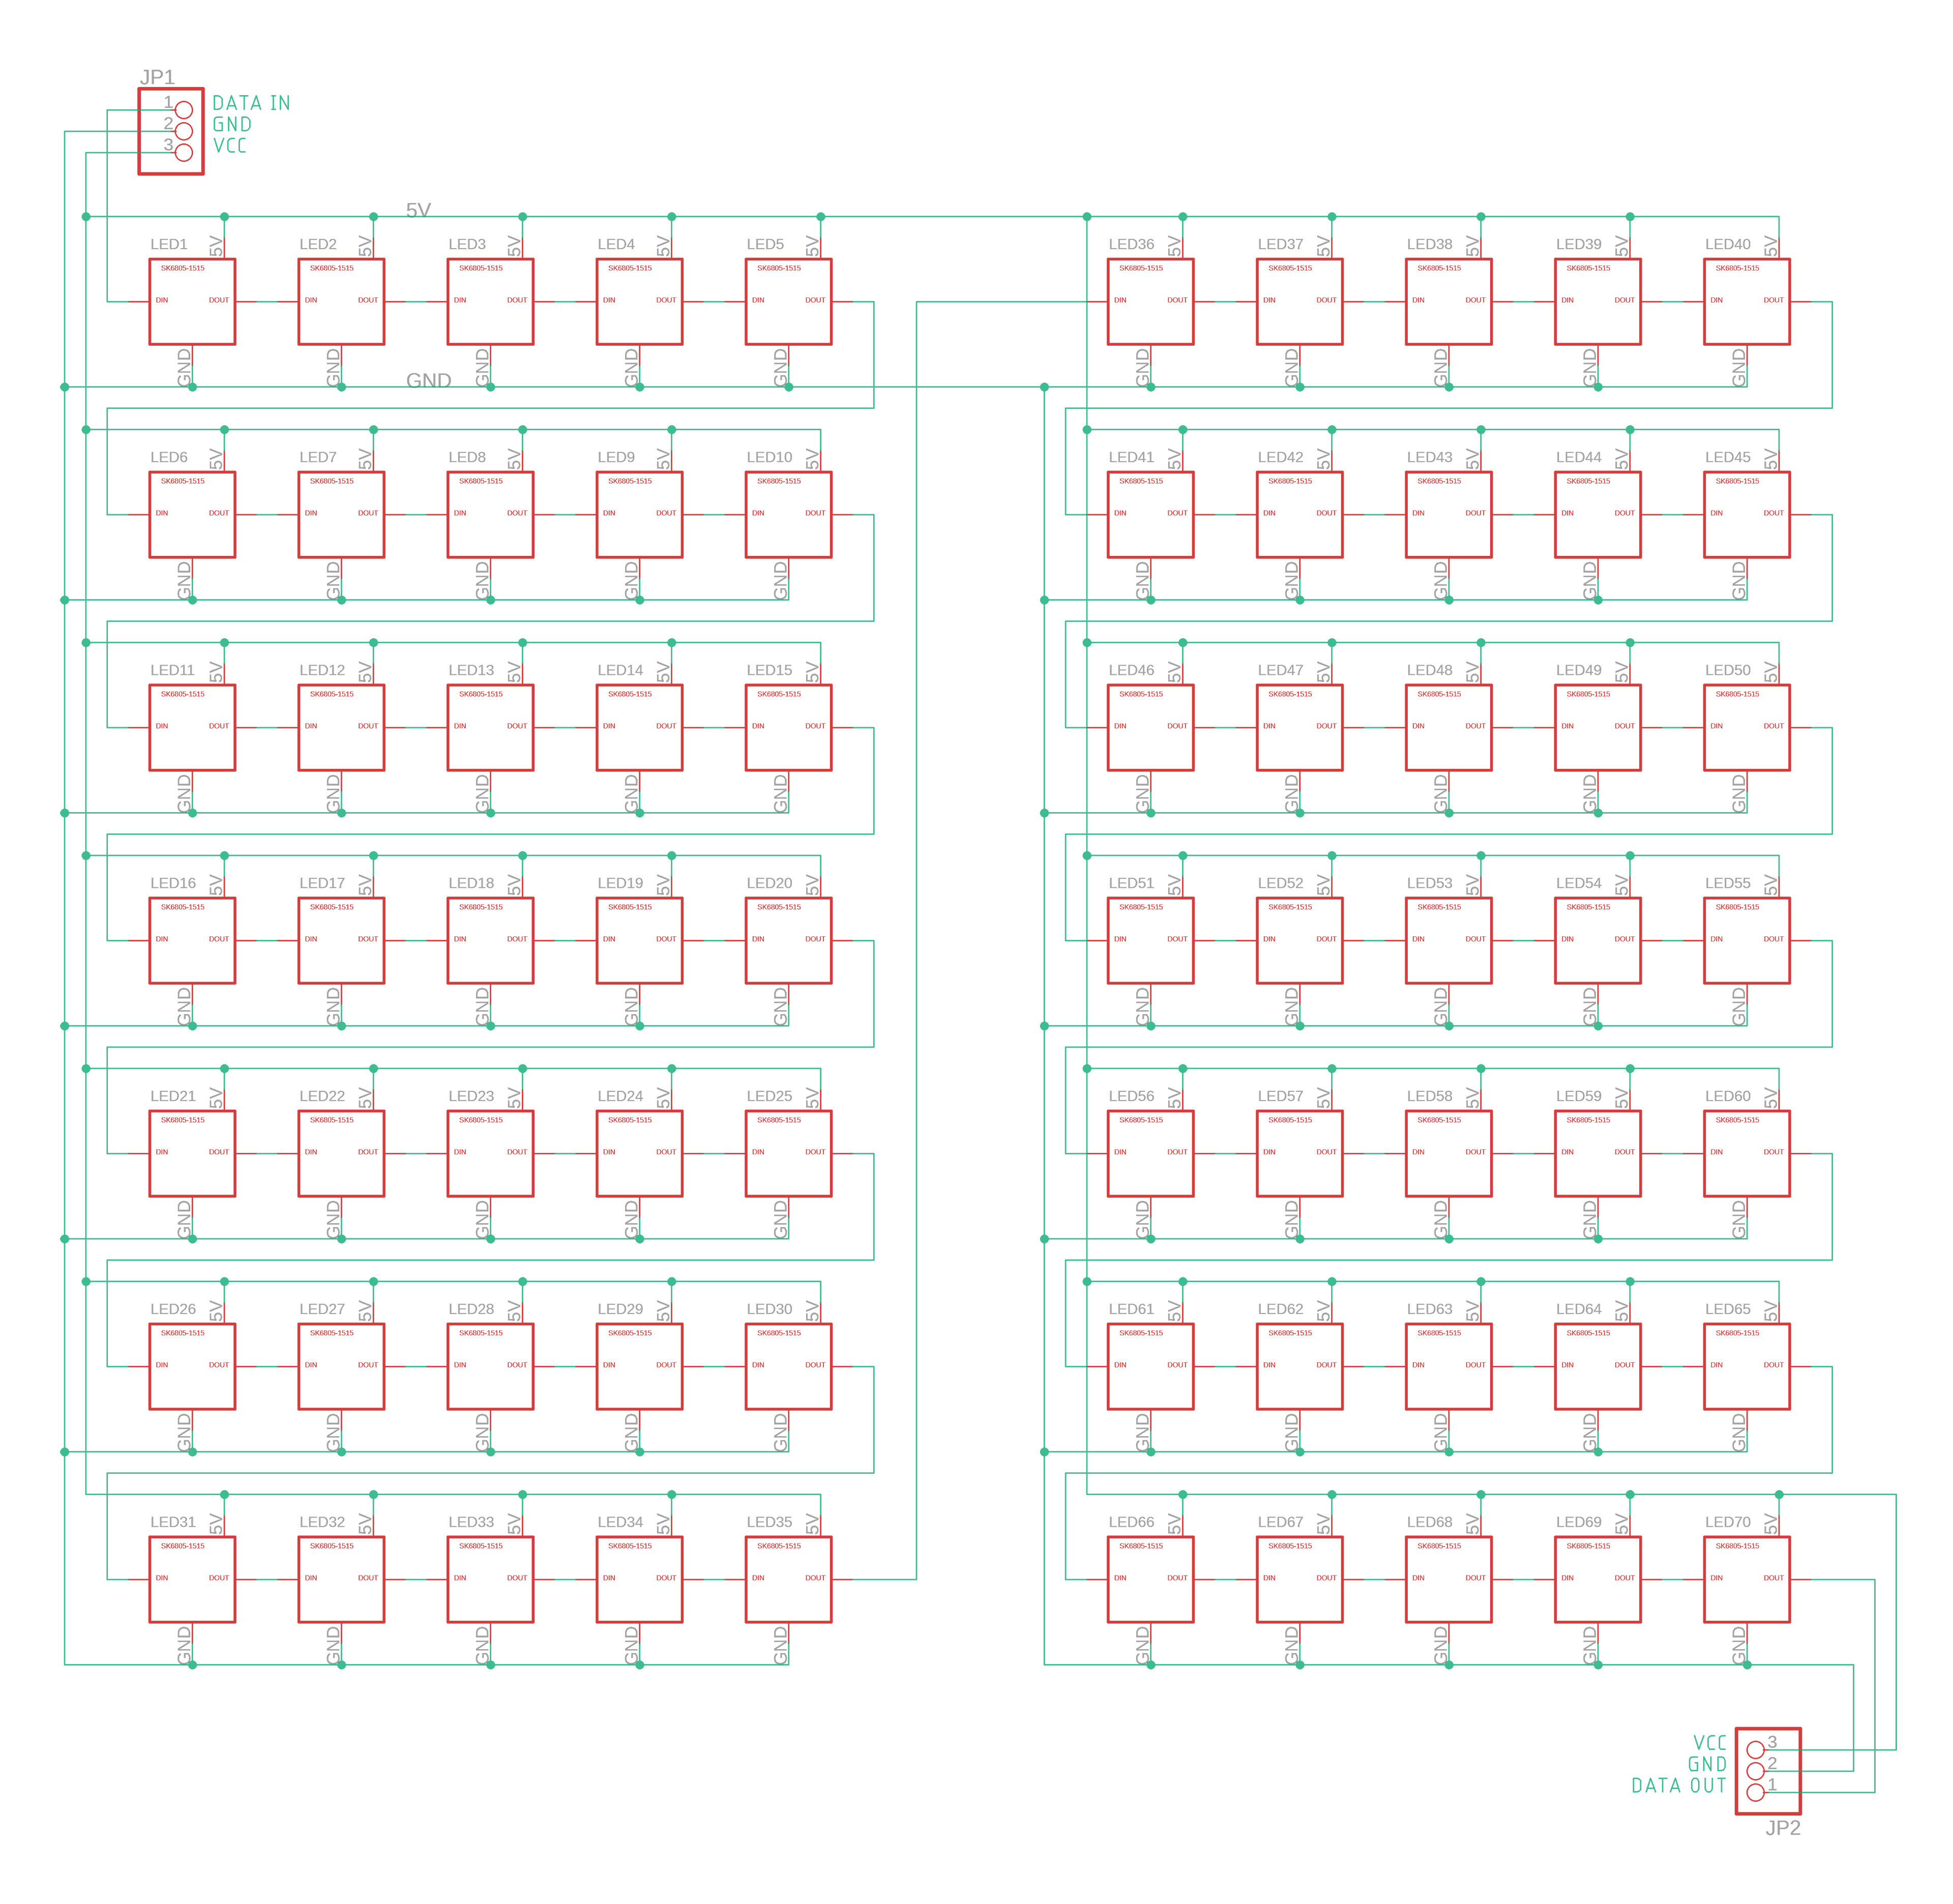 JP1
1 DATA IN
2 GND
3 VCC
5V
LED1 5V LED2 5V LED3 5V LED4 5V LED5 5V LED36 5V LED37 5V LED38 5V LED39 5V LED40 5V
SK6805-1515 SK6805-1515 SK6805-1515 SK6805-1515 SK6805-1515 SK6805-1515 SK6805-1515 SK6805-1515 SK6805-1515 SK6805-1515
DIN DOUT DIN DOUT DIN DOUT DIN DOUT DIN DOUT DIN DOUT DIN DOUT DIN DOUT DIN DOUT DIN DOUT
GND GND GND GND GND GND GND GND GND GND GND
LED6 5V LED7 5V LED8 5V LED9 5V LED10 5V LED41 5V LED42 5V LED43 5V LED44 5V LED45 5V
SK6805-1515 SK6805-1515 SK6805-1515 SK6805-1515 SK6805-1515 SK6805-1515 SK6805-1515 SK6805-1515 SK6805-1515 SK6805-1515
DIN DOUT DIN DOUT DIN DOUT DIN DOUT DIN DOUT DIN DOUT DIN DOUT DIN DOUT DIN DOUT DIN DOUT
GND GND GND GND GND GND GND GND GND GND
LED11 5V LED12 5V LED13 5V LED14 5V LED15 5V LED46 5V LED47 5V LED48 5V LED49 5V LED50 5V
SK6805-1515 SK6805-1515 SK6805-1515 SK6805-1515 SK6805-1515 SK6805-1515 SK6805-1515 SK6805-1515 SK6805-1515 SK6805-1515
DIN DOUT DIN DOUT DIN DOUT DIN DOUT DIN DOUT DIN DOUT DIN DOUT DIN DOUT DIN DOUT DIN DOUT
GND GND GND GND GND GND GND GND GND GND
LED16 5V LED17 5V LED18 5V LED19 5V LED20 5V LED51 5V LED52 5V LED53 5V LED54 5V LED55 5V
SK6805-1515 SK6805-1515 SK6805-1515 SK6805-1515 SK6805-1515 SK6805-1515 SK6805-1515 SK6805-1515 SK6805-1515 SK6805-1515
DIN DOUT DIN DOUT DIN DOUT DIN DOUT DIN DOUT DIN DOUT DIN DOUT DIN DOUT DIN DOUT DIN DOUT
GND GND GND GND GND GND GND GND GND GND
LED21 5V LED22 5V LED23 5V LED24 5V LED25 5V LED56 5V LED57 5V LED58 5V LED59 5V LED60 5V
SK6805-1515 SK6805-1515 SK6805-1515 SK6805-1515 SK6805-1515 SK6805-1515 SK6805-1515 SK6805-1515 SK6805-1515 SK6805-1515
DIN DOUT DIN DOUT DIN DOUT DIN DOUT DIN DOUT DIN DOUT DIN DOUT DIN DOUT DIN DOUT DIN DOUT
GND GND GND GND GND GND GND GND GND GND
LED26 5V LED27 5V LED28 5V LED29 5V LED30 5V LED61 5V LED62 5V LED63 5V LED64 5V LED65 5V
SK6805-1515 SK6805-1515 SK6805-1515 SK6805-1515 SK6805-1515 SK6805-1515 SK6805-1515 SK6805-1515 SK6805-1515 SK6805-1515
DIN DOUT DIN DOUT DIN DOUT DIN DOUT DIN DOUT DIN DOUT DIN DOUT DIN DOUT DIN DOUT DIN DOUT
GND GND GND GND GND GND GND GND GND GND
LED31 5V LED32 5V LED33 5V LED34 5V LED35 5V LED66 5V LED67 5V LED68 5V LED69 5V LED70 5V
SK6805-1515 SK6805-1515 SK6805-1515 SK6805-1515 SK6805-1515 SK6805-1515 SK6805-1515 SK6805-1515 SK6805-1515 SK6805-1515
DIN DOUT DIN DOUT DIN DOUT DIN DOUT DIN DOUT DIN DOUT DIN DOUT DIN DOUT DIN DOUT DIN DOUT
GND GND GND GND GND GND GND GND GND GND
VCC 3
GND 2
DATA OUT 1
JP2